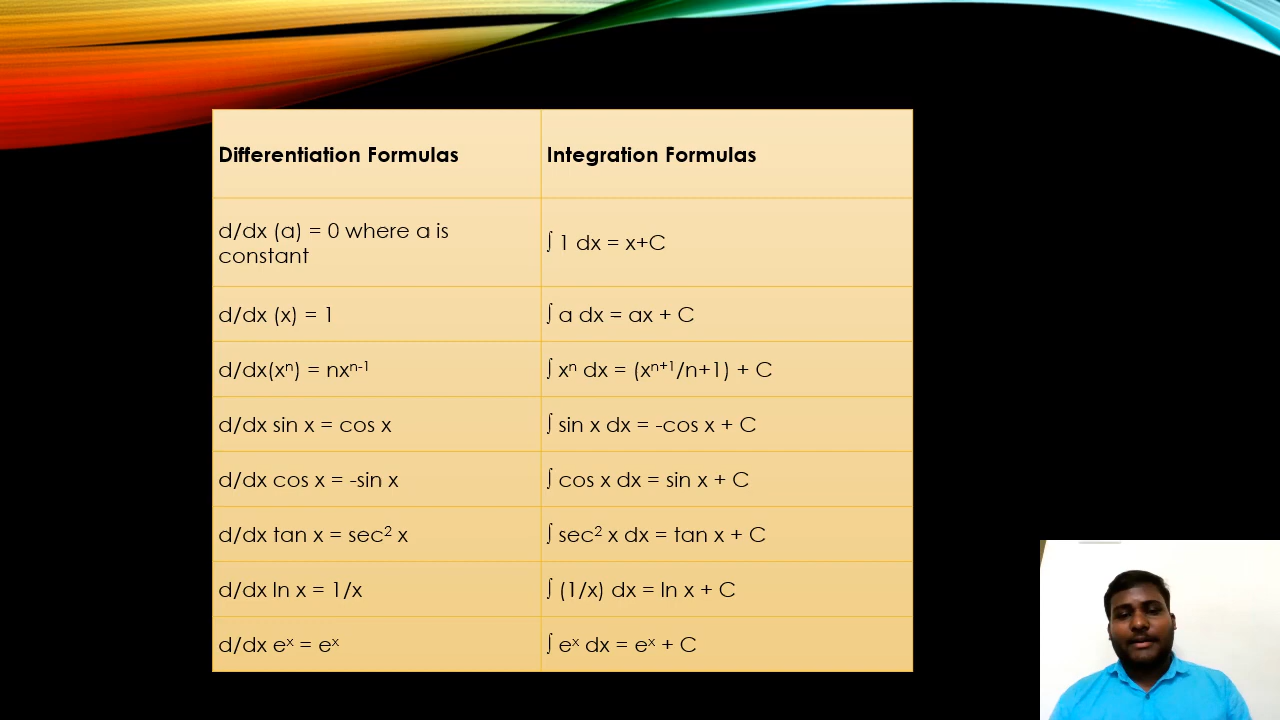 Differentiation Formulas
Integration Formulas
d/dx (a) = 0 where a is
constant
∫ 1 dx = x+C
d/dx (x) = 1
∫ a dx = ax + C
d/dx(xⁿ) = nxⁿ⁻¹
∫ xⁿ dx = (xⁿ⁺¹/n+1) + C
d/dx sin x = cos x
∫ sin x dx = -cos x + C
d/dx cos x = -sin x
∫ cos x dx = sin x + C
d/dx tan x = sec² x
∫ sec² x dx = tan x + C
d/dx ln x = 1/x
∫ (1/x) dx = ln x + C
d/dx eˣ = eˣ
∫ eˣ dx = eˣ + C